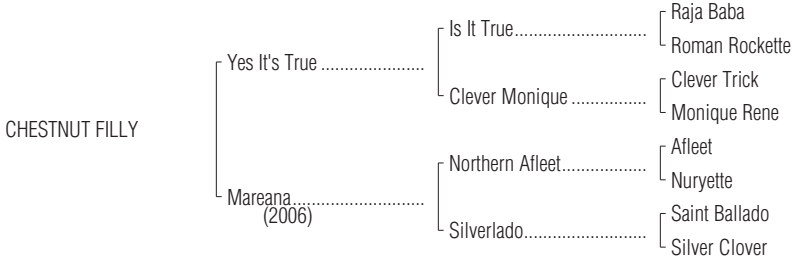 Raja Baba
Is It True..............................
Roman Rockette
Yes It's True ......................
Clever Trick
Clever Monique ................
Monique Rene
CHESTNUT FILLY
Afleet
Northern Afleet..................
Nuryette
Mareana............................
(2006)
Saint Ballado
Silverlado..........................
Silver Clover